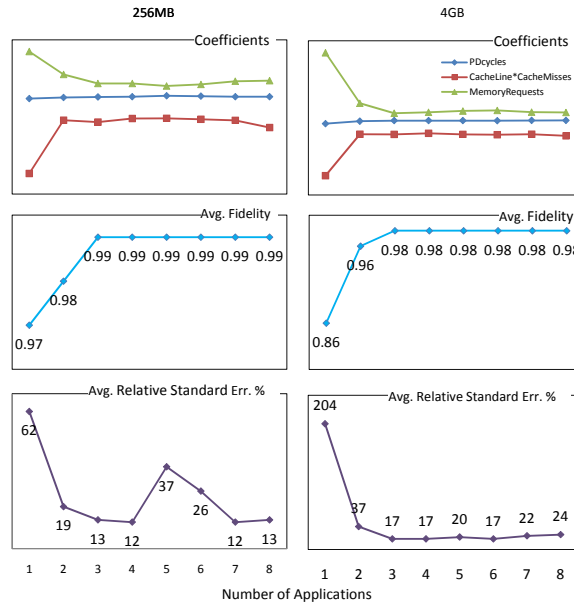 256MB
4GB
Coefficients
Coefficients
PDcycles
CacheLine*CacheMisses
MemoryRequests
Avg. Fidelity
0.97
0.98
0.99
0.99
0.99
0.99
0.99
0.99
Avg. Fidelity
0.86
0.96
0.98
0.98
0.98
0.98
0.98
0.98
Avg. Relative Standard Err. %
62
19
13
12
37
26
12
13
Avg. Relative Standard Err. %
204
37
17
17
20
17
22
24
1 2 3 4 5 6 7 8
1 2 3 4 5 6 7 8
Number of Applications